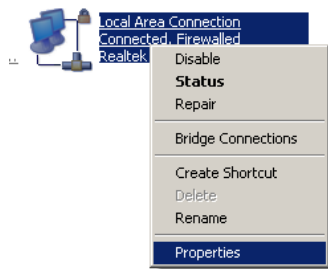 Local Area Connection
Connected, Firewalled
Realtek
Disable
Status
Repair
Bridge Connections
Create Shortcut
Delete
Rename
Properties